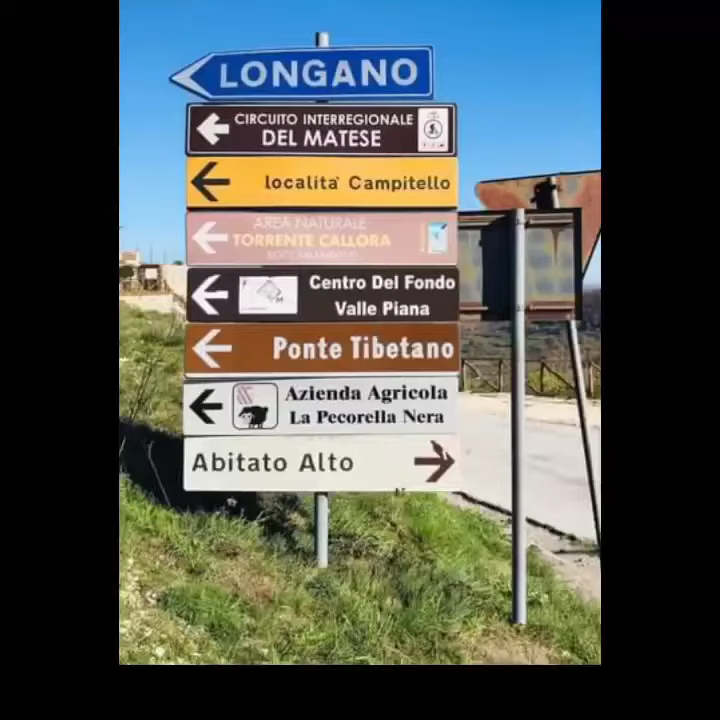 LONGANO
CIRCUITO INTERREGIONALE
DEL MATESE
località Campitello
AREA NATURALE
TORRENTE CALLORA
Centro Del Fondo
Valle Piana
Ponte Tibetano
Azienda Agricola
La Pecorella Nera
Abitato Alto